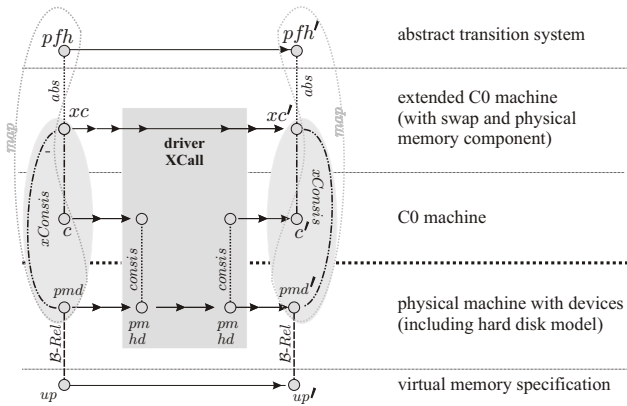 pfh pfh′ abstract transition system
abs abs
map xc xc′ map
extended C0 machine
(with swap and physical
memory component)
driver
XCall
xConsis xConsis
c c′ C0 machine
consis consis
pmd pmd′
physical machine with devices
(including hard disk model)
pm pm
hd hd
B-Rel B-Rel
up up′ virtual memory specification